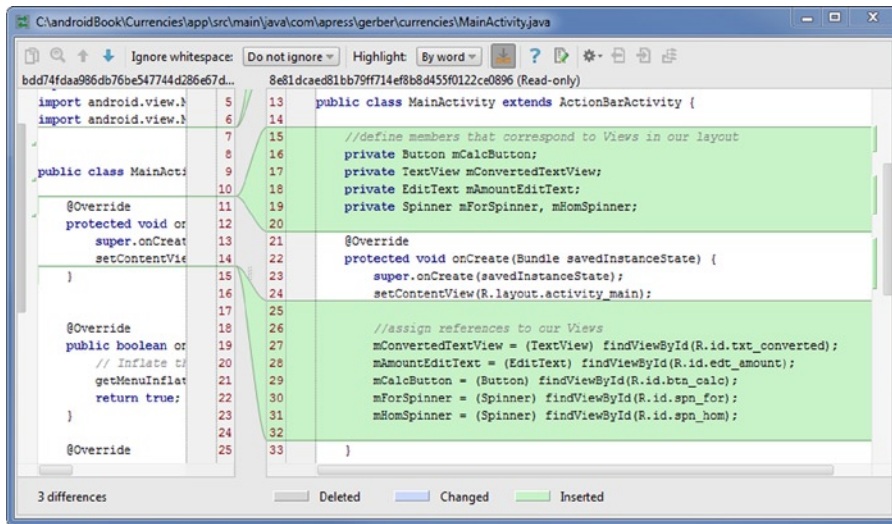 C:\androidBook\Currencies\app\src\main\java\com\apress\gerber\currencies\MainActivity.java
Ignore whitespace: Do not ignore Highlight: By word ?
bdd74fdaa986db76be547744d286e67d... 8e81dcaed81bb79ff714ef8b8d455f0122ce0896 (Read-only)
import android.view.M 5 13 public class MainActivity extends ActionBarActivity {
import android.view.M 6 14
7 15 //define members that correspond to Views in our layout
8 16 private Button mCalcButton;
public class MainActi 9 17 private TextView mConvertedTextView;
10 18 private EditText mAmountEditText;
@Override 11 19 private Spinner mForSpinner, mHomSpinner;
protected void on 12 20
super.onCreat 13 21 @Override
setContentVie 14 22 protected void onCreate(Bundle savedInstanceState) {
} 15 23 super.onCreate(savedInstanceState);
16 24 setContentView(R.layout.activity_main);
17 25
@Override 18 26 //assign references to our Views
public boolean on 19 27 mConvertedTextView = (TextView) findViewById(R.id.txt_converted);
// Inflate th 20 28 mAmountEditText = (EditText) findViewById(R.id.edt_amount);
getMenuInflat 21 29 mCalcButton = (Button) findViewById(R.id.btn_calc);
return true; 22 30 mForSpinner = (Spinner) findViewById(R.id.spn_for);
} 23 31 mHomSpinner = (Spinner) findViewById(R.id.spn_hom);
24 32
@Override 25 33 }
3 differences Deleted Changed Inserted